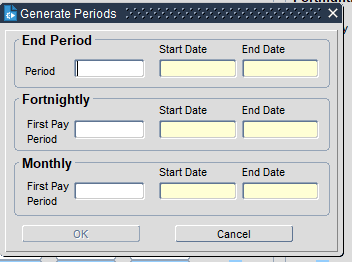 Generate Periods
End Period
Start Date End Date
Period
Fortnightly
Start Date End Date
First Pay
Period
Monthly
Start Date End Date
First Pay
Period
OK Cancel